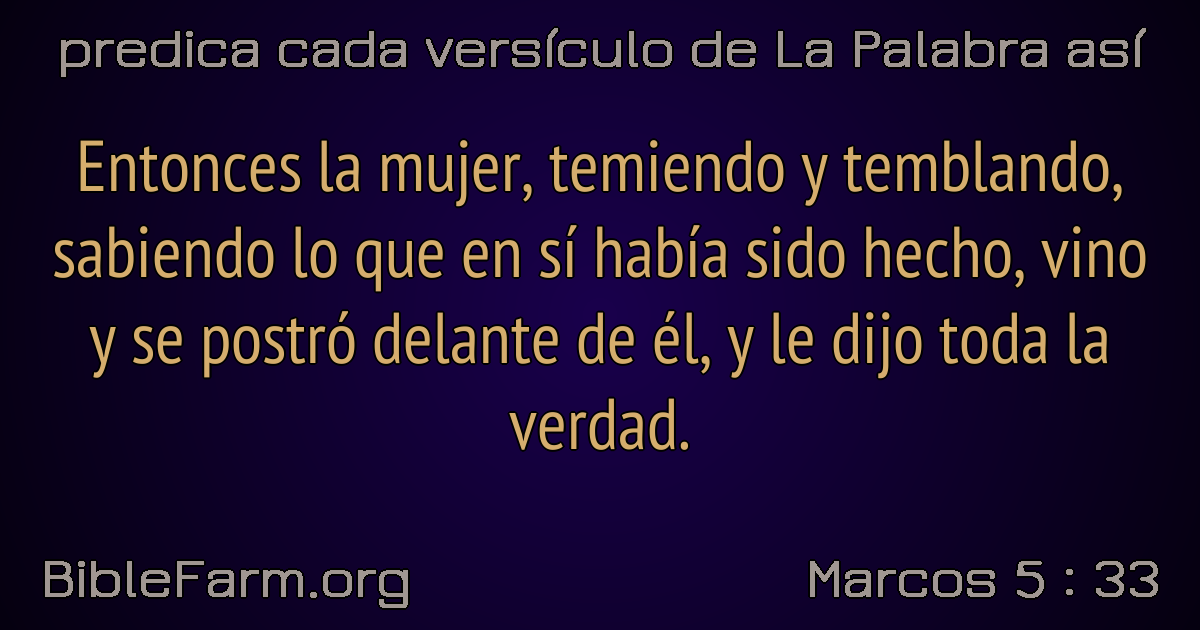 predica cada versículo de La Palabra así
Entonces la mujer, temiendo y temblando,
sabiendo lo que en sí había sido hecho, vino
y se postró delante de él, y le dijo toda la
verdad.
BibleFarm.org
Marcos 5 : 33